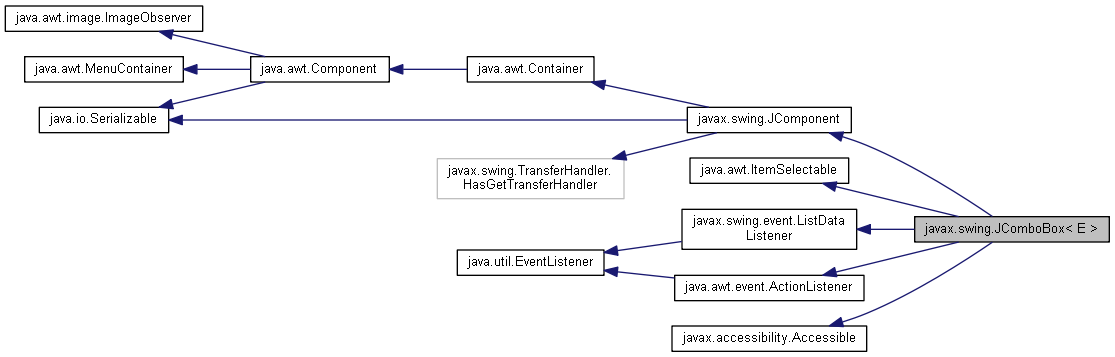 java.awt.image.ImageObserver
java.awt.MenuContainer
java.awt.Component
java.awt.Container
java.io.Serializable
javax.swing.JComponent
javax.swing.TransferHandler.
HasGetTransferHandler
java.awt.ItemSelectable
javax.swing.event.ListData
Listener
javax.swing.JComboBox< E >
java.util.EventListener
java.awt.event.ActionListener
javax.accessibility.Accessible